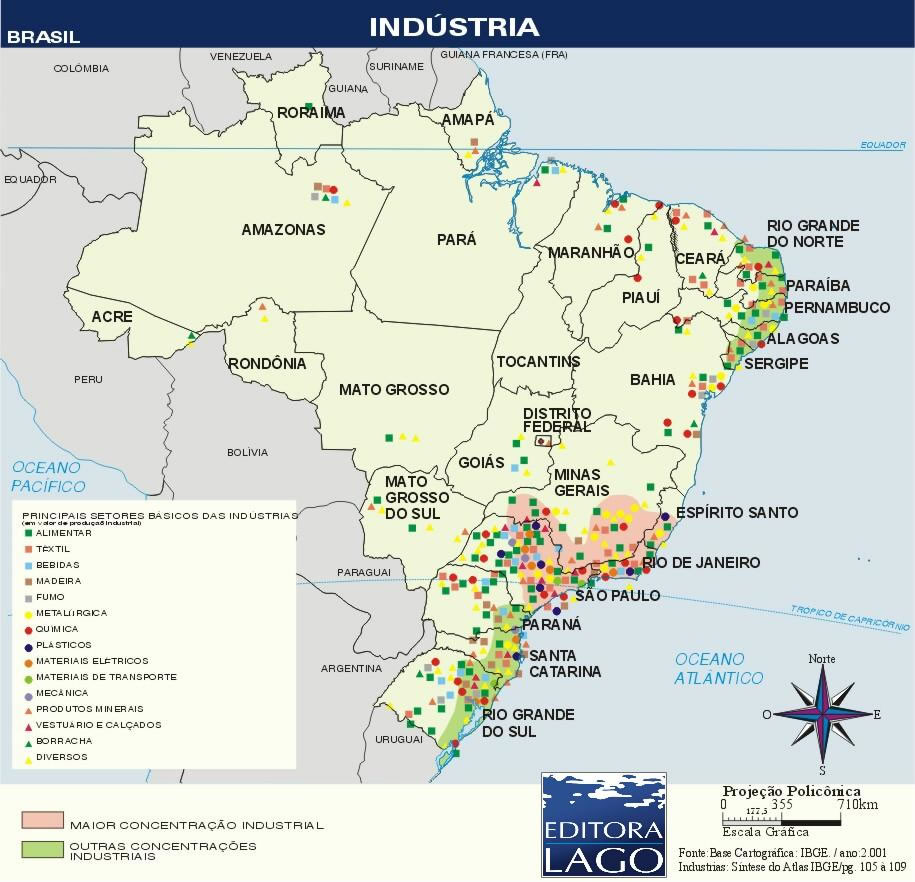 BRASIL
INDÚSTRIA
COLÔMBIA
VENEZUELA
GUIANA
SURINAME
GUIANA FRANCESA (FRA)
RORAIMA
AMAPÁ
EQUADOR
EQUADOR
AMAZONAS
PARÁ
MARANHÃO
CEARÁ
RIO GRANDE
DO NORTE
PARAÍBA
PERNAMBUCO
PIAUÍ
ALAGOAS
SERGIPE
ACRE
RONDÔNIA
TOCANTINS
BAHIA
MATO GROSSO
PERU
DISTRITO
FEDERAL
BOLÍVIA
GOIÁS
MINAS
GERAIS
OCEANO
PACÍFICO
MATO
GROSSO
DO SUL
ESPÍRITO SANTO
RIO DE JANEIRO
SÃO PAULO
PARAGUAI
TRÓPICO DE CAPRICÓRNIO
PARANÁ
SANTA
CATARINA
ARGENTINA
OCEANO
ATLÂNTICO
RIO GRANDE
DO SUL
URUGUAI
PRINCIPAIS SETORES BÁSICOS DAS INDÚSTRIAS
(em valor de produção industrial)
ALIMENTAR
TÊXTIL
BEBIDAS
MADEIRA
FUMO
METALÚRGICA
QUÍMICA
PLÁSTICOS
MATERIAIS ELÉTRICOS
MATERIAIS DE TRANSPORTE
MECÂNICA
PRODUTOS MINERAIS
VESTUÁRIO E CALÇADOS
BORRACHA
DIVERSOS
Norte
O
E
S
MAIOR CONCENTRAÇÃO INDUSTRIAL
OUTRAS CONCENTRAÇÕES
INDUSTRIAIS
EDITORA
LAGO
Projeção Policônica
0 177,5 355 710km
Escala Gráfica
Fonte:Base Cartográfica: IBGE. / ano:2.001
Industrias: Síntese do Atlas IBGE/pg. 105 à 109